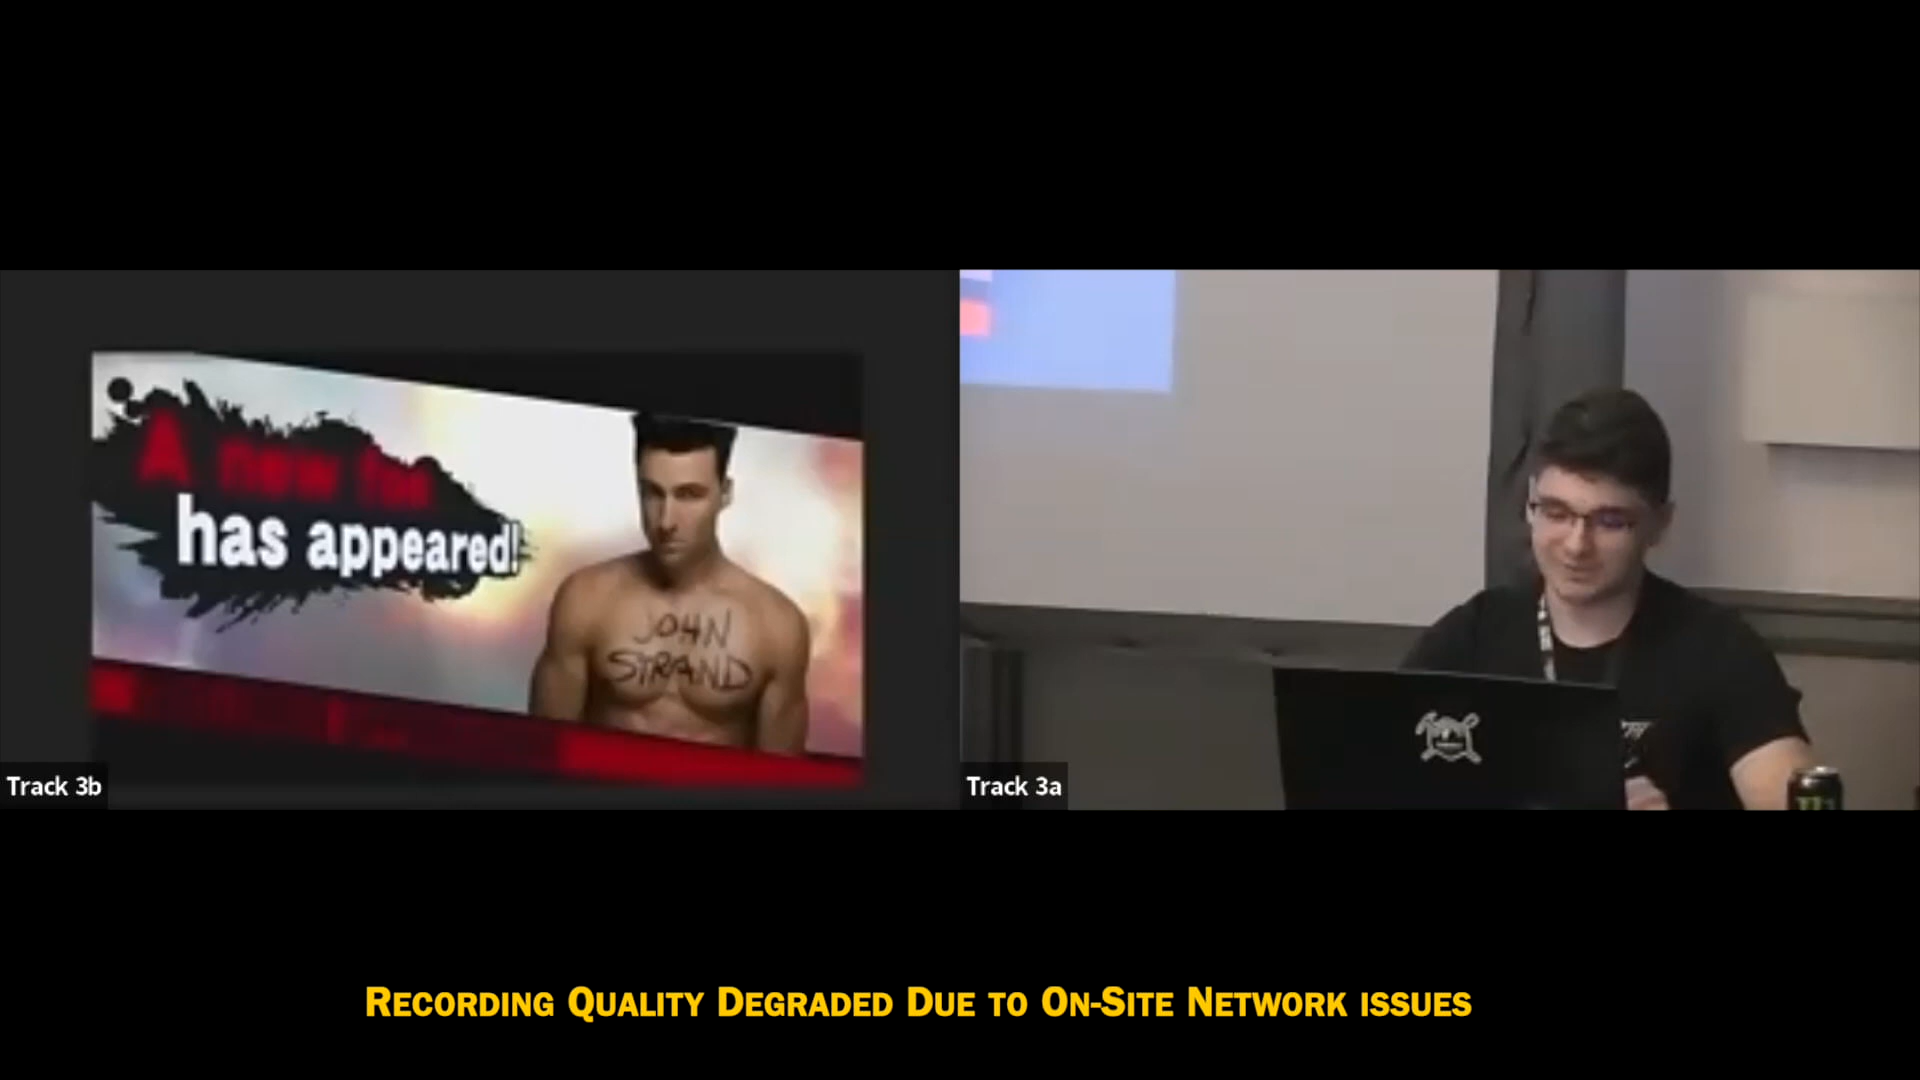 A new foe
has appeared!
JOHN
STRAND
Track 3b
Track 3a
RECORDING QUALITY DEGRADED DUE TO ON-SITE NETWORK ISSUES